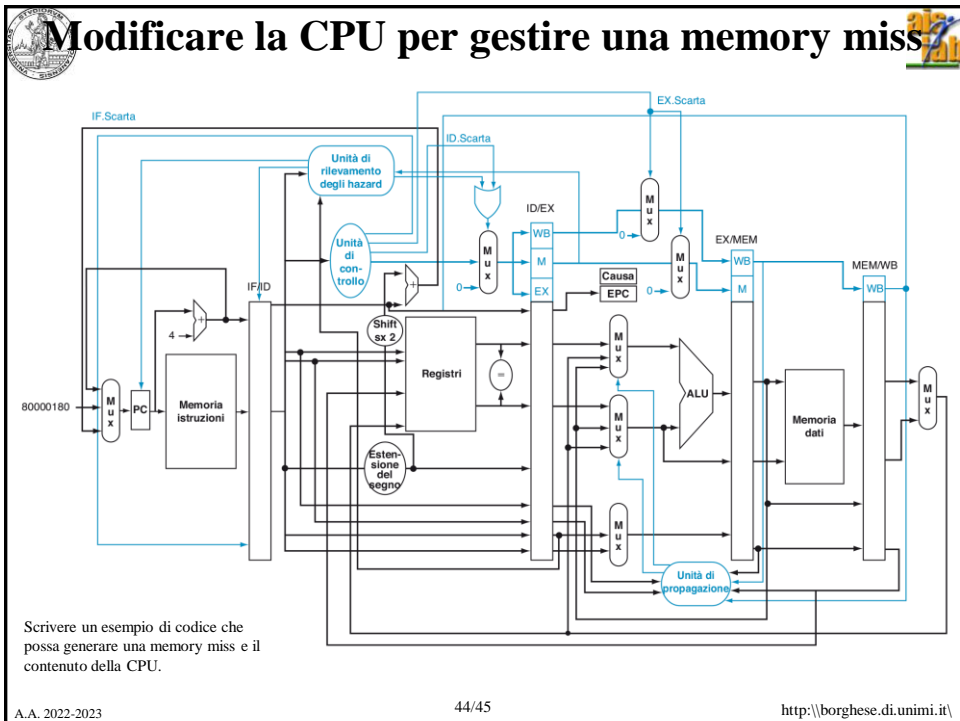 Modificare la CPU per gestire una memory miss
IF.Scarta
EX.Scarta
ID.Scarta
Unità di
rilevamento
degli hazard
ID/EX
Mux
WB
0
EX/MEM
Unità
di
con-
trollo
Mux
M
Mux
WB
MEM/WB
Causa
WB
0
EX
EPC
0
M
IF/ID
+
+
4
Shift
sx 2
Mux
Registri
=
ALU
Mux
80000180
Mux
PC
Memoria
istruzioni
Mux
Memoria
dati
Esten-
sione
del
segno
Mux
Unità di
propagazione
Scrivere un esempio di codice che
possa generare una memory miss e il
contenuto della CPU.
A.A. 2022-2023
44/45
http:\\borghese.di.unimi.it\